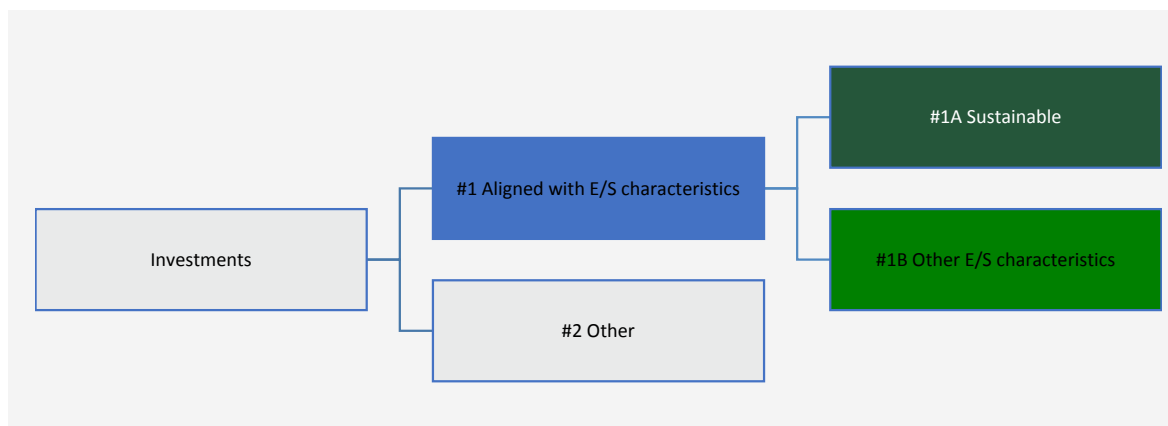 Investments
#1 Aligned with E/S characteristics
#2 Other
#1A Sustainable
#1B Other E/S characteristics